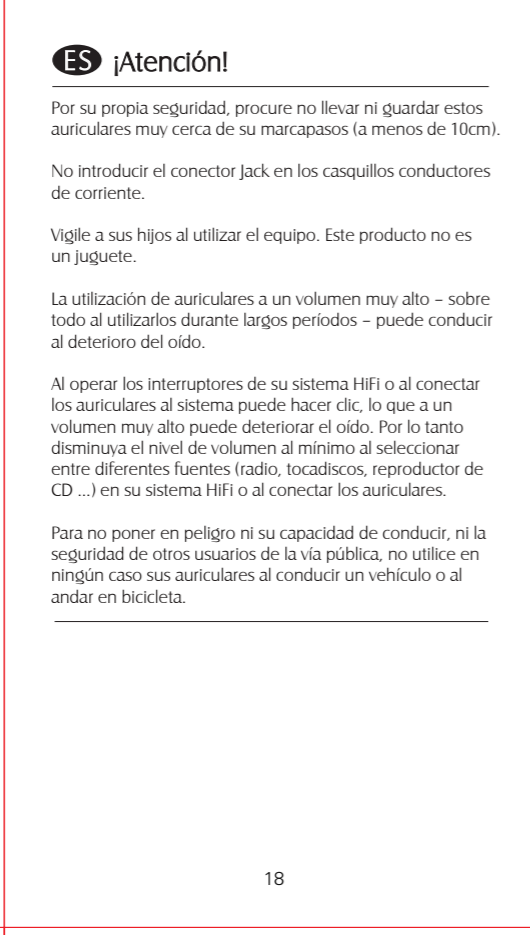 ES ¡Atención!
Por su propia seguridad, procure no llevar ni guardar estos
auriculares muy cerca de su marcapasos (a menos de 10cm).
No introducir el conector Jack en los casquillos conductores
de corriente.
Vigile a sus hijos al utilizar el equipo. Este producto no es
un juguete.
La utilización de auriculares a un volumen muy alto – sobre
todo al utilizarlos durante largos períodos – puede conducir
al deterioro del oído.
Al operar los interruptores de su sistema HiFi o al conectar
los auriculares al sistema puede hacer clic, lo que a un
volumen muy alto puede deteriorar el oído. Por lo tanto
disminuya el nivel de volumen al mínimo al seleccionar
entre diferentes fuentes (radio, tocadiscos, reproductor de
CD ...) en su sistema HiFi o al conectar los auriculares.
Para no poner en peligro ni su capacidad de conducir, ni la
seguridad de otros usuarios de la vía pública, no utilice en
ningún caso sus auriculares al conducir un vehículo o al
andar en bicicleta.
18